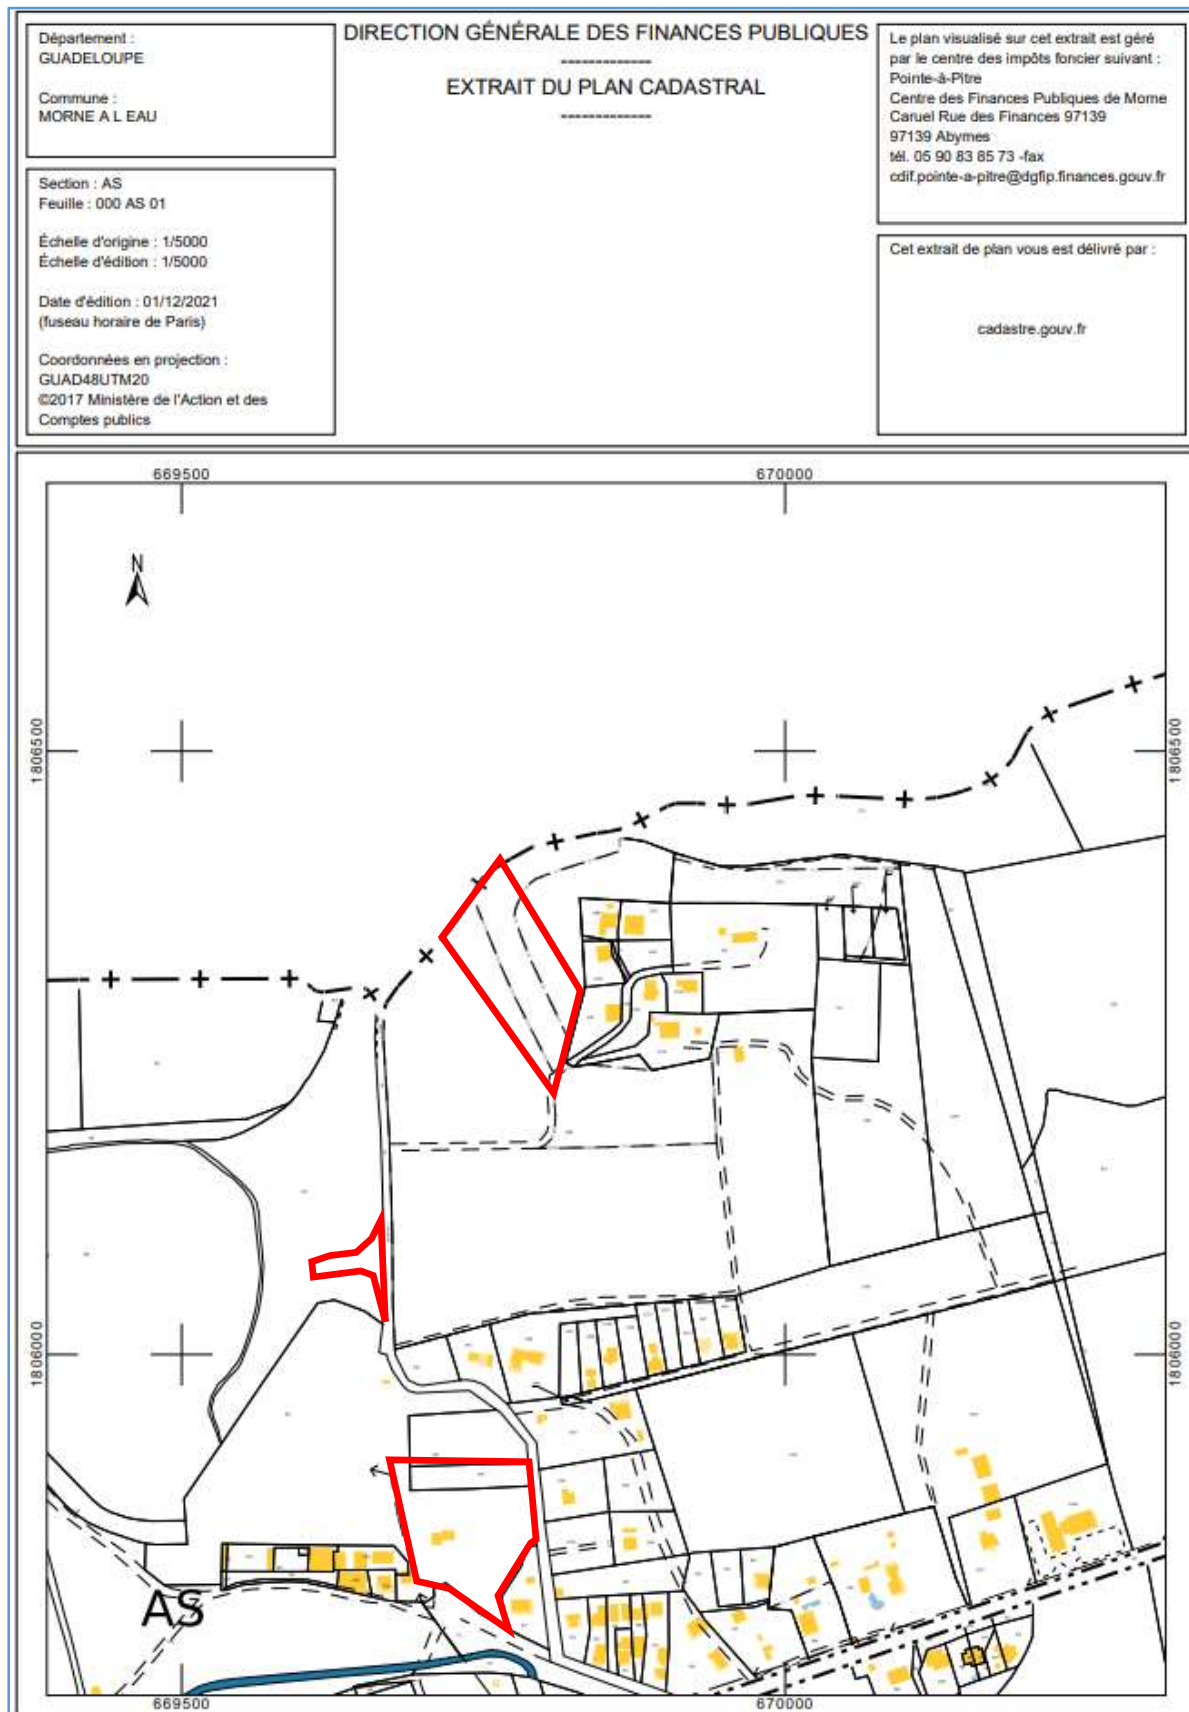 Département :
GUADELOUPE
Commune :
MORNE A L EAU
Section : AS
Feuille : 000 AS 01
Échelle d'origine : 1/5000
Échelle d'édition : 1/5000
Date d'édition : 01/12/2021
(fuseau horaire de Paris)
Coordonnées en projection :
GUAD48UTM20
©2017 Ministère de l'Action et des
Comptes publics
DIRECTION GÉNÉRALE DES FINANCES PUBLIQUES
-------------
EXTRAIT DU PLAN CADASTRAL
-------------
Le plan visualisé sur cet extrait est géré
par le centre des impôts foncier suivant :
Pointe-à-Pitre
Centre des Finances Publiques de Morne
Caruel Rue des Finances 97139
97139 Abymes
tél. 05 90 83 85 73 -fax
cdif.pointe-a-pitre@dgfip.finances.gouv.fr
Cet extrait de plan vous est délivré par :
cadastre.gouv.fr
669500
670000
N
1806500
1806500
1806000
1806000
AS
669500
670000